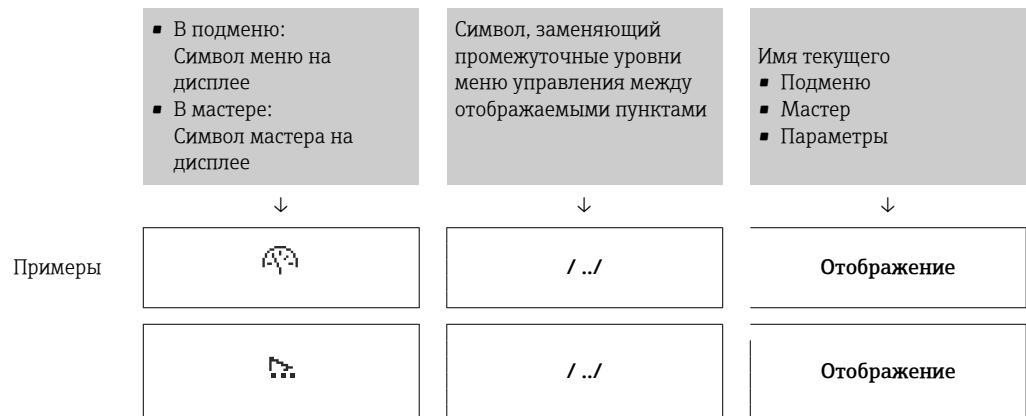 ▪ В подменю:
Символ меню на
дисплее
▪ В мастере:
Символ мастера на
дисплее
Символ, заменяющий
промежуточные уровни
меню управления между
отображаемыми пунктами
Имя текущего
▪ Подменю
▪ Мастер
▪ Параметры
↓ ↓ ↓
Примеры / ../ Отображение
/ ../ Отображение